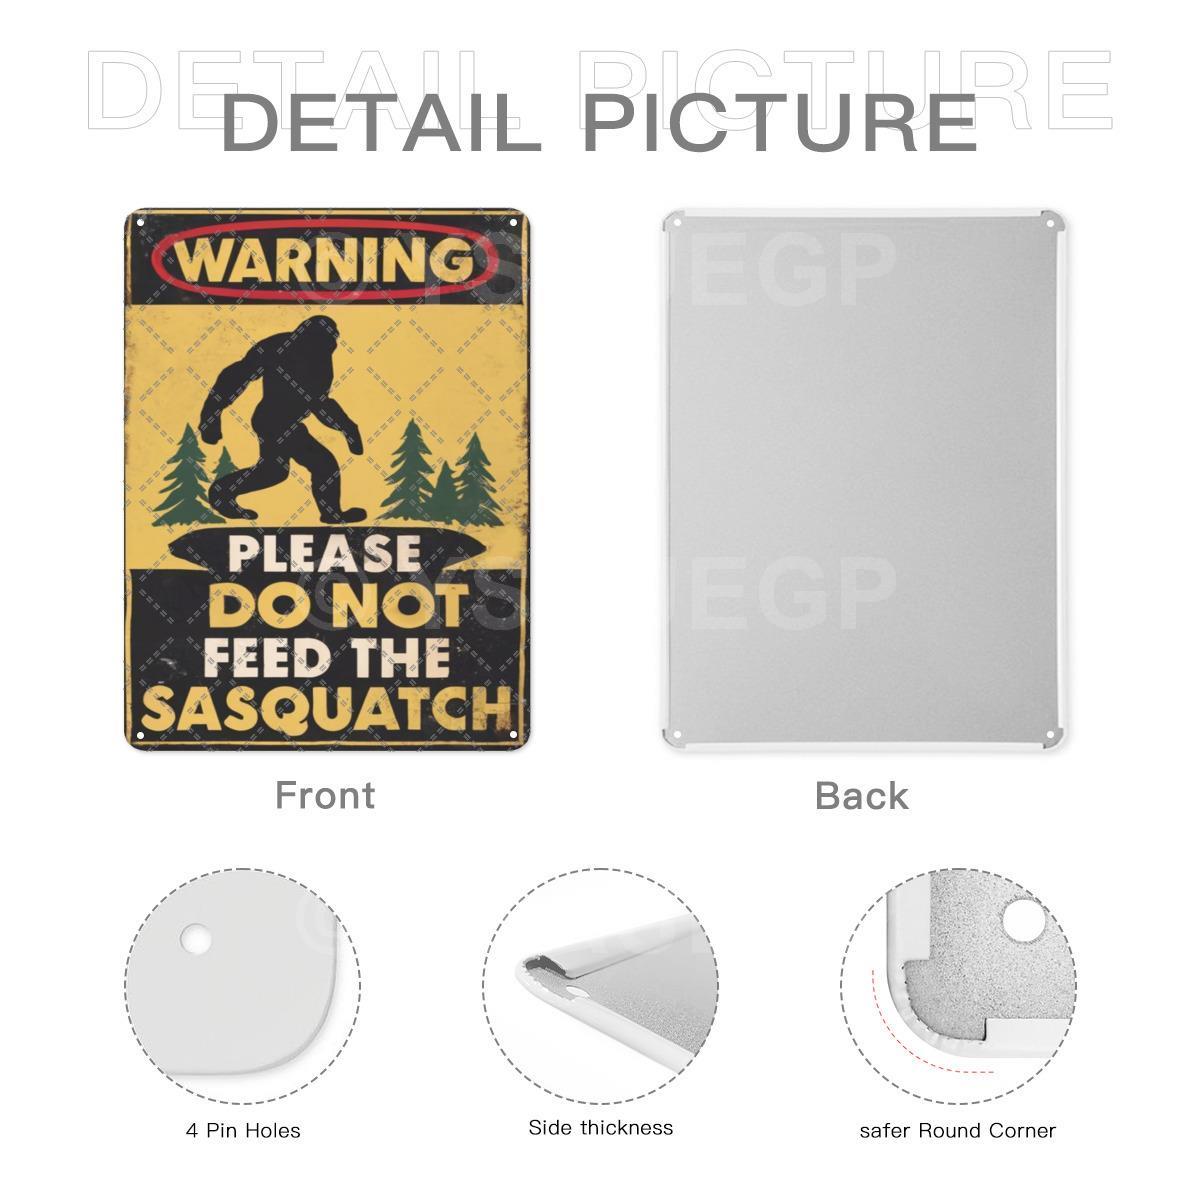 DETAIL PICTURE
DETAIL PICTURE
WARNING
PLEASE
DO NOT
FEED THE
SASQUATCH
Front
Back
4 Pin Holes
Side thickness
safer Round Corner